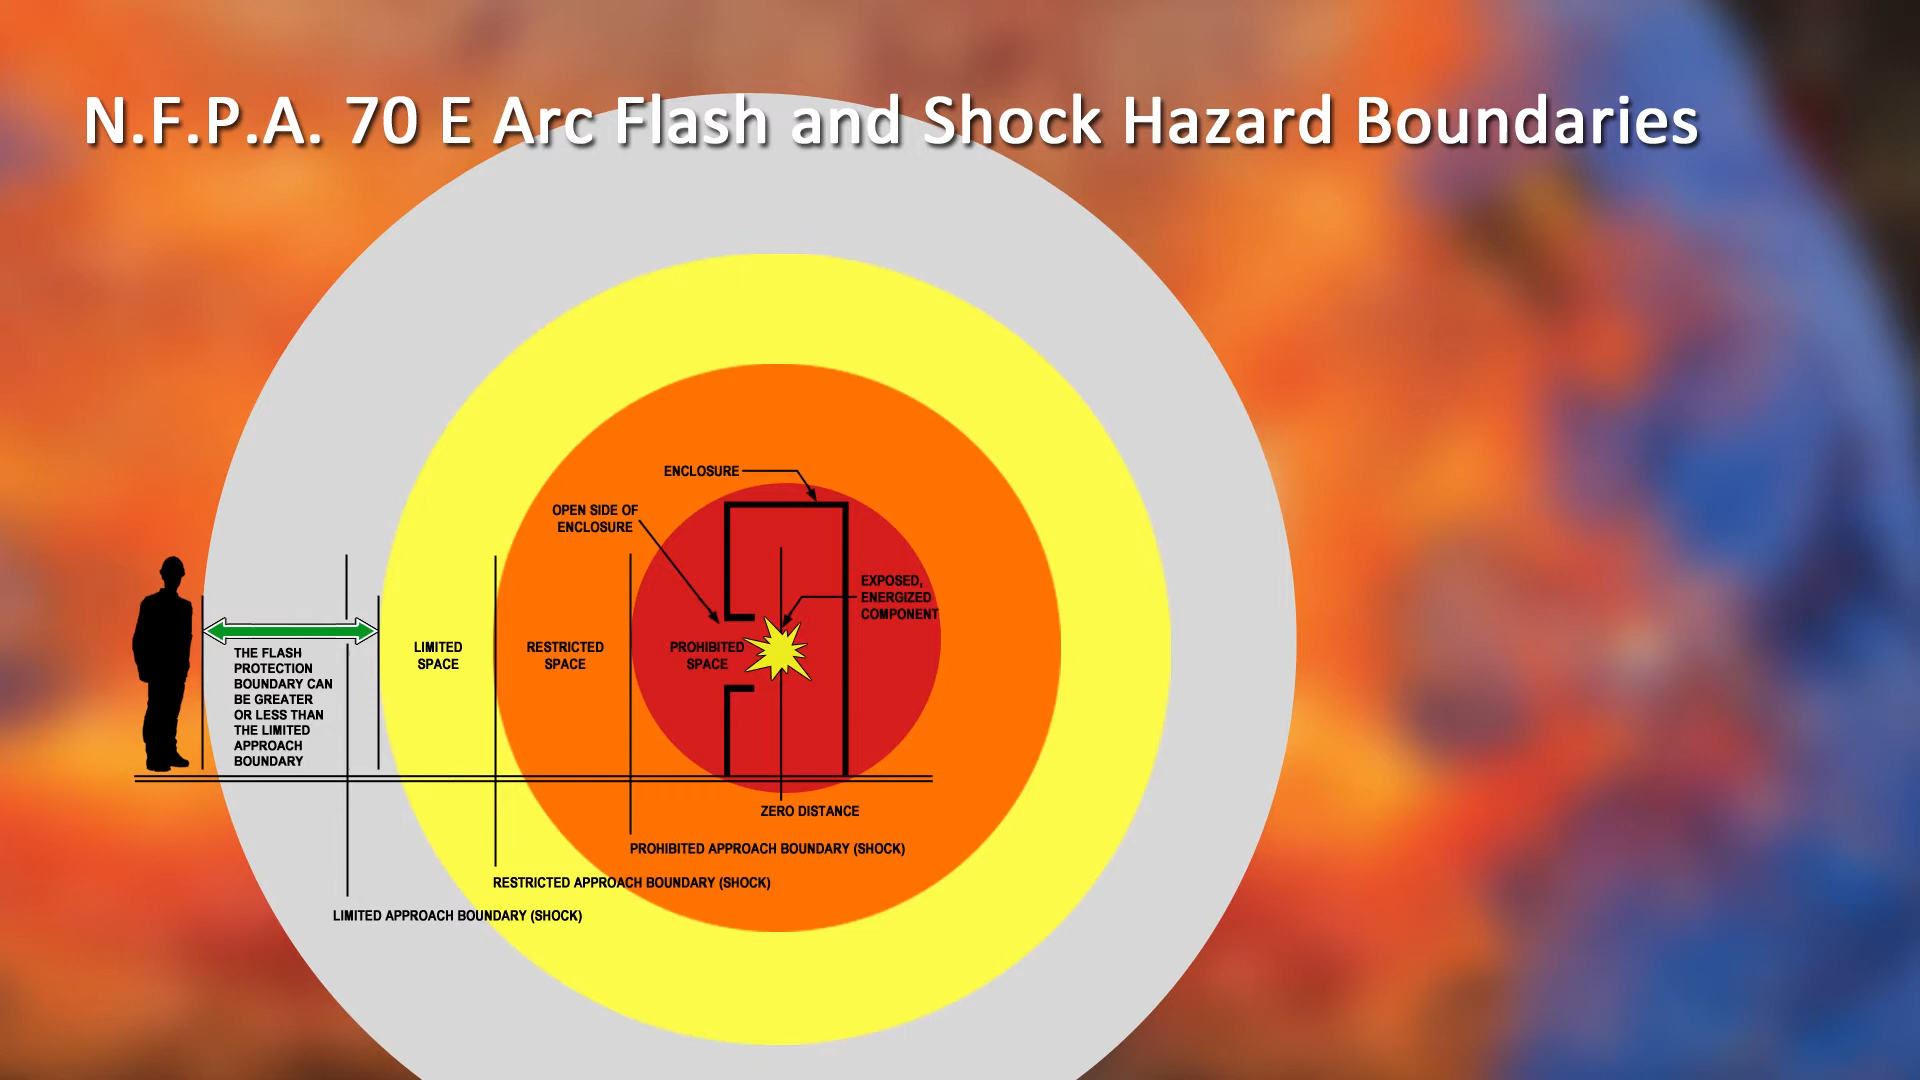 N.F.P.A. 70 E Arc Flash and Shock Hazard Boundaries
ENCLOSURE
OPEN SIDE OF
ENCLOSURE
EXPOSED,
ENERGIZED
COMPONENT
LIMITED
SPACE
RESTRICTED
SPACE
PROHIBITED
SPACE
THE FLASH
PROTECTION
BOUNDARY CAN
BE GREATER
OR LESS THAN
THE LIMITED
APPROACH
BOUNDARY
ZERO DISTANCE
PROHIBITED APPROACH BOUNDARY (SHOCK)
RESTRICTED APPROACH BOUNDARY (SHOCK)
LIMITED APPROACH BOUNDARY (SHOCK)